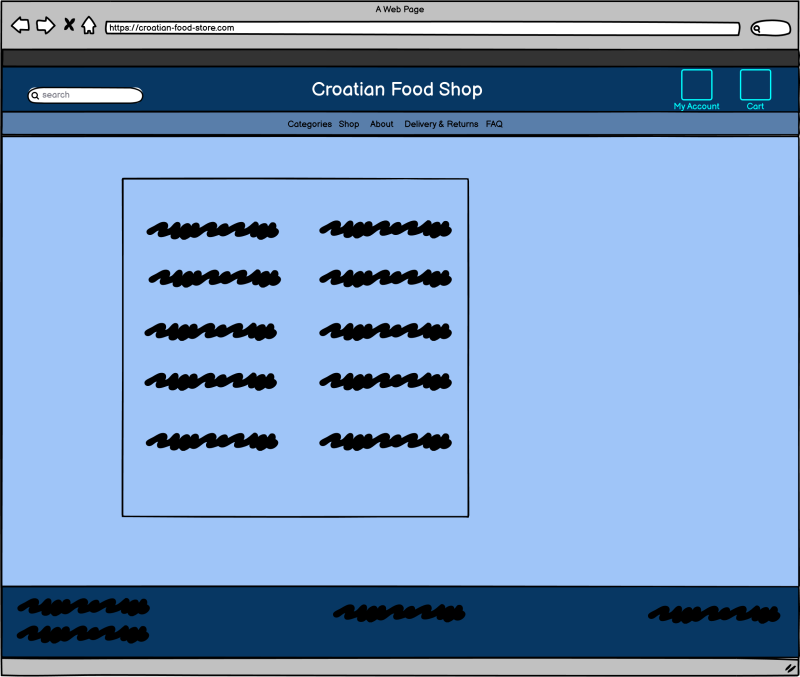 A Web Page
https://croatian-food-store.com
search
Croatian Food Shop
My Account
Cart
Categories Shop About Delivery & Returns FAQ